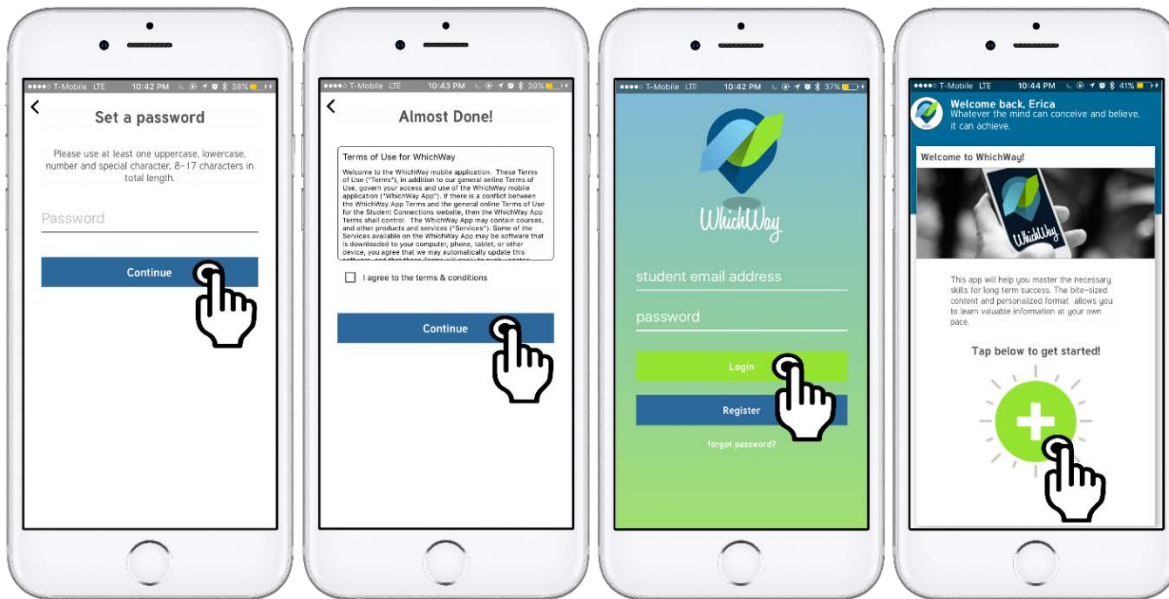 T-Mobile LTE 10:42 PM 38%
Set a password
Please use at least one uppercase, lowercase,
number and special character, 8-17 characters in
total length.
Password
Continue
T-Mobile LTE 10:43 PM 39%
Almost Done!
Terms of Use for WhichWay
Welcome to the WhichWay mobile application. These Terms
of Use ("Terms"), in addition to our general online Terms of
Use, govern your access and use of the WhichWay mobile
application ("WhichWay App"). If there is a conflict between
the WhichWay App Terms and the general online Terms of Use
for the Student Connections website, then the WhichWay App
Terms shall control. The WhichWay App may contain courses,
and other products and services ("Services"). Some of the
Services available on the WhichWay App may be software that
is downloaded to your computer, phone, tablet, or other
device, you agree that we may automatically update this
I agree to the terms & conditions
Continue
T-Mobile LTE 10:42 PM 37%
WhichWay
student email address
password
Login
Register
forgot password?
T-Mobile LTE 10:44 PM 41%
Welcome back, Erica
Whatever the mind can conceive and believe,
it can achieve.
Welcome to WhichWay!
WhichWay
This app will help you master the necessary
skills for long term success. The bite-sized
content and personalized format allows you
to learn valuable information at your own
pace.
Tap below to get started!